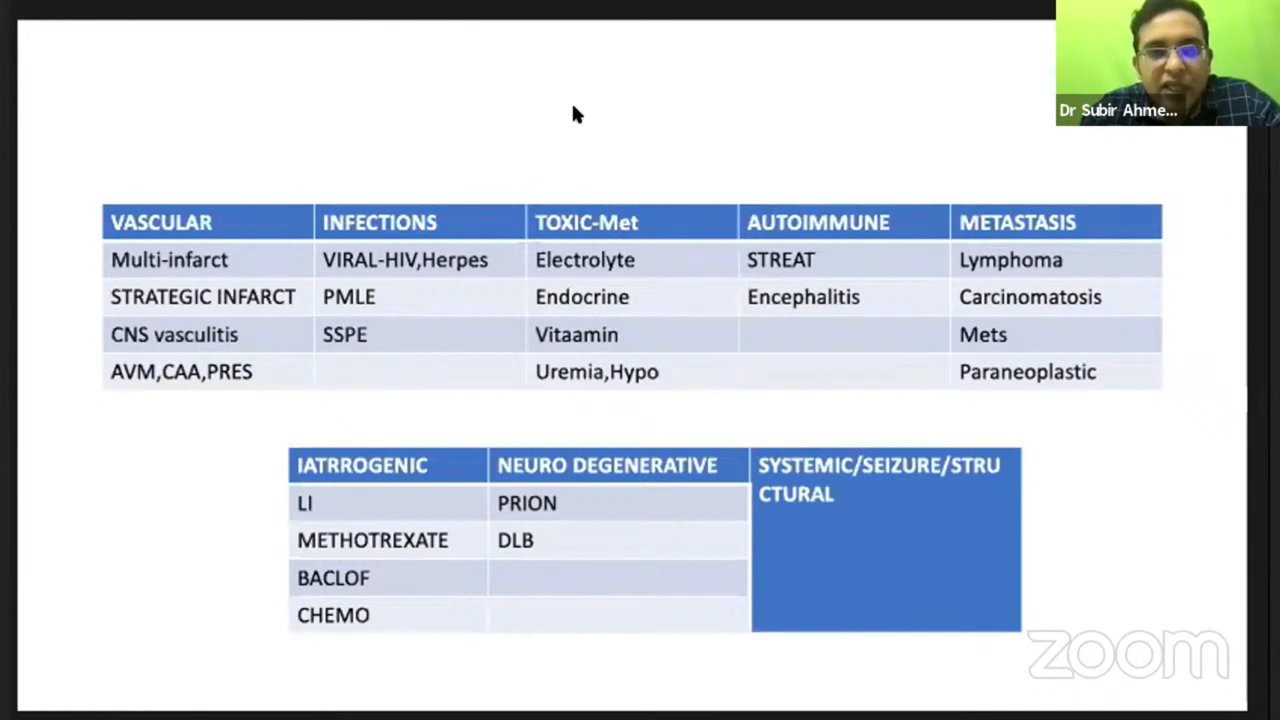 Dr Subir Ahme...
VASCULAR INFECTIONS TOXIC-Met AUTOIMMUNE METASTASIS
Multi-infarct VIRAL-HIV,Herpes Electrolyte STREAT Lymphoma
STRATEGIC INFARCT PMLE Endocrine Encephalitis Carcinomatosis
CNS vasculitis SSPE Vitaamin Mets
AVM,CAA,PRES Uremia,Hypo Paraneoplastic
IATRROGENIC NEURO DEGENERATIVE SYSTEMIC/SEIZURE/STRU
CTURAL
LI PRION
METHOTREXATE DLB
BACLOF
CHEMO
zoom